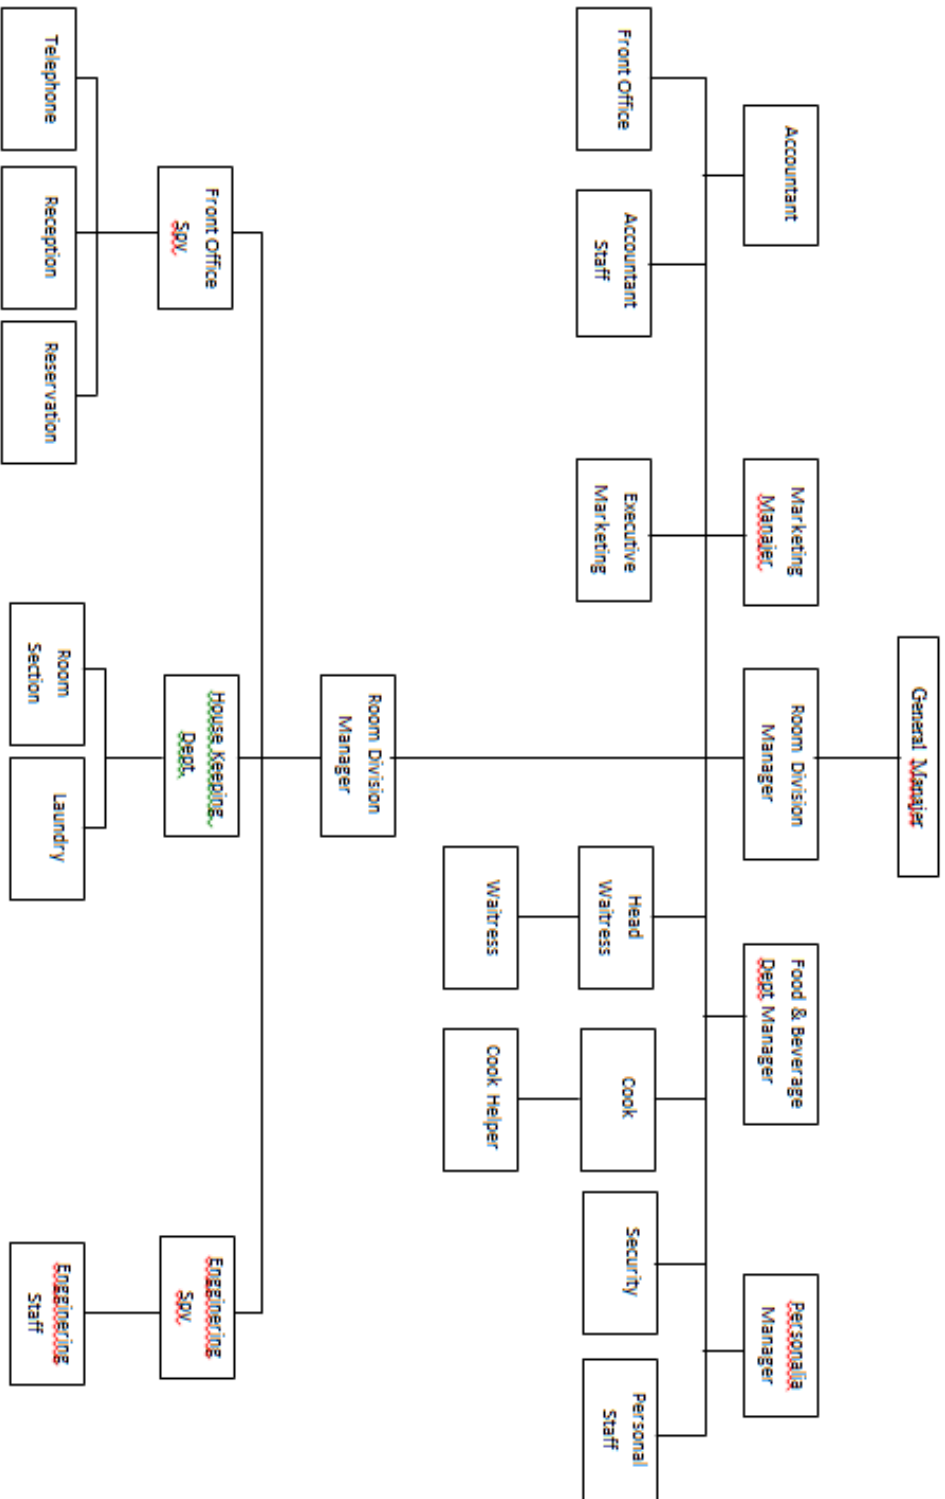 General Manajer
Accountant
Marketing
Manajer
Room Division
Manager
Food & Beverage
Dept Manager
Personalia
Manager
Front Office
Accountant
Staff
Executive
Marketing
Head
Waitress
Cook
Security
Personal
Staff
Waitress
Cook Helper
Room Division
Manager
Front Office
Spv
House Keeping
Dept
Enggineering
Spv
Telephone
Reception
Reservation
Room
Section
Laundry
Enggineering
Staff